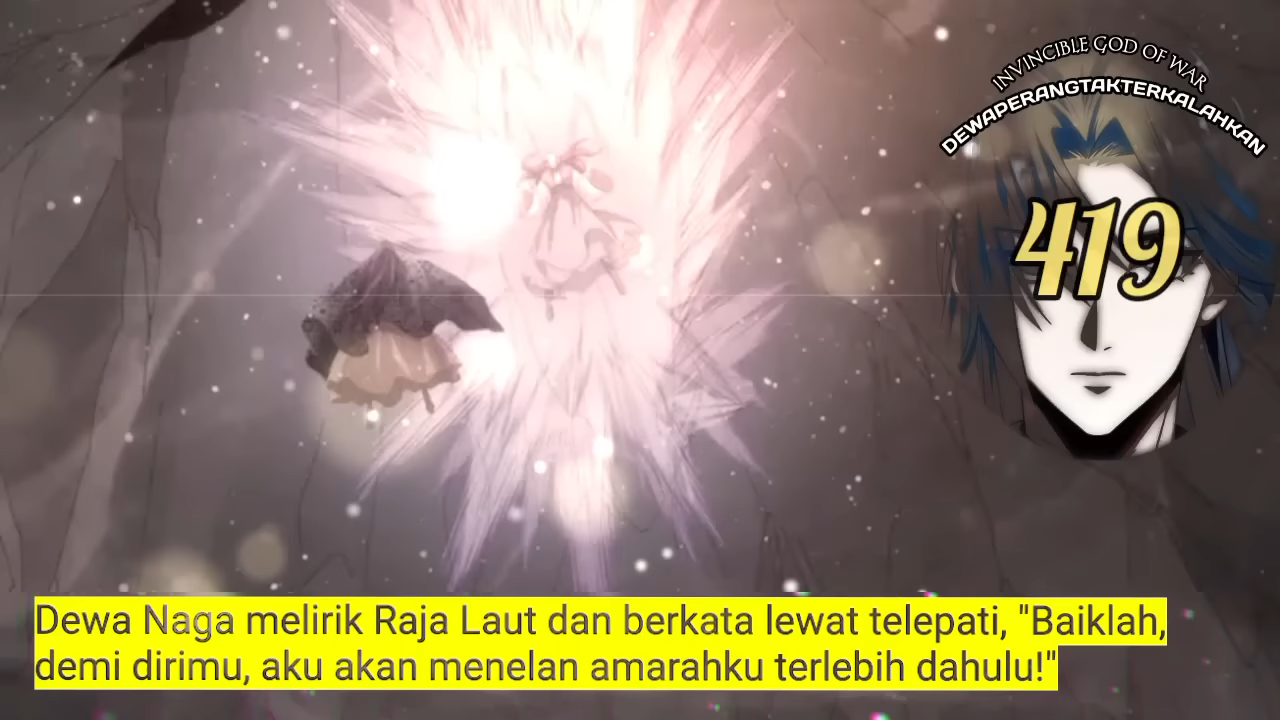 INVINCIBLE GOD OF WAR
DEWAPERANGTAKTERKALAHKAN
419
Dewa Naga melirik Raja Laut dan berkata lewat telepati, "Baiklah,
demi dirimu, aku akan menelan amarahku terlebih dahulu!"